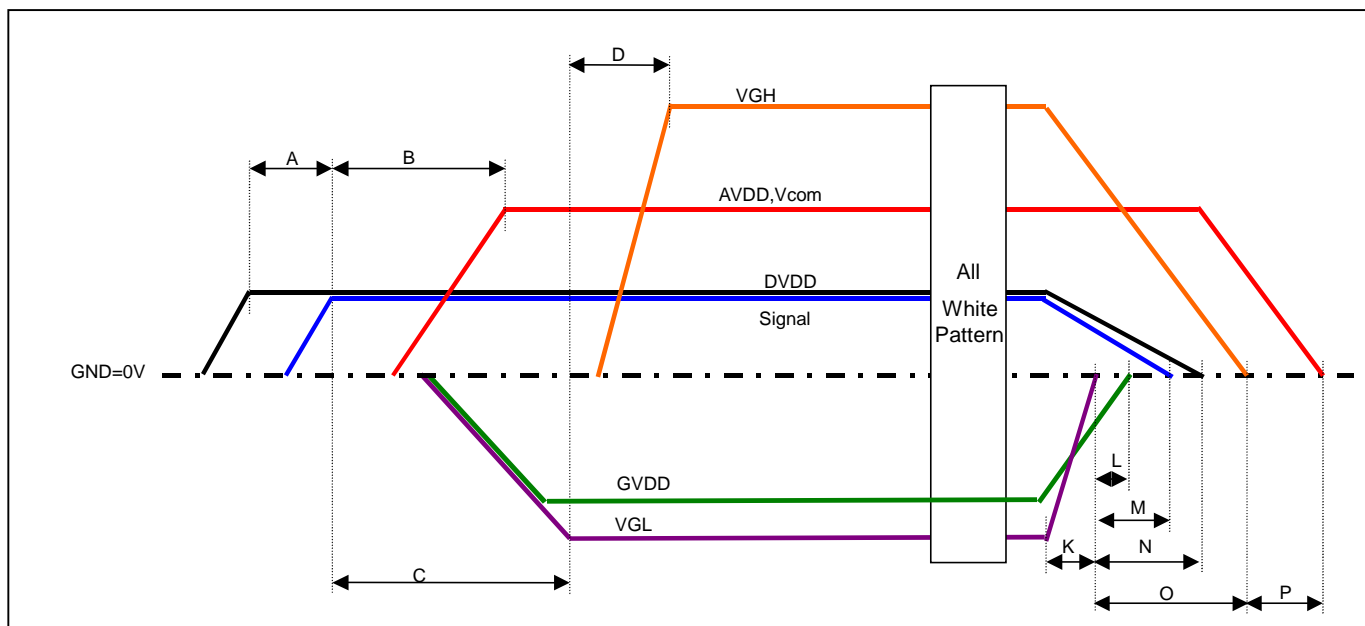 D
VGH
A
B
AVDD,Vcom
DVDD
Signal
All
White
Pattern
GND=0V
GVDD
VGL
L
M
K
N
C
O
P